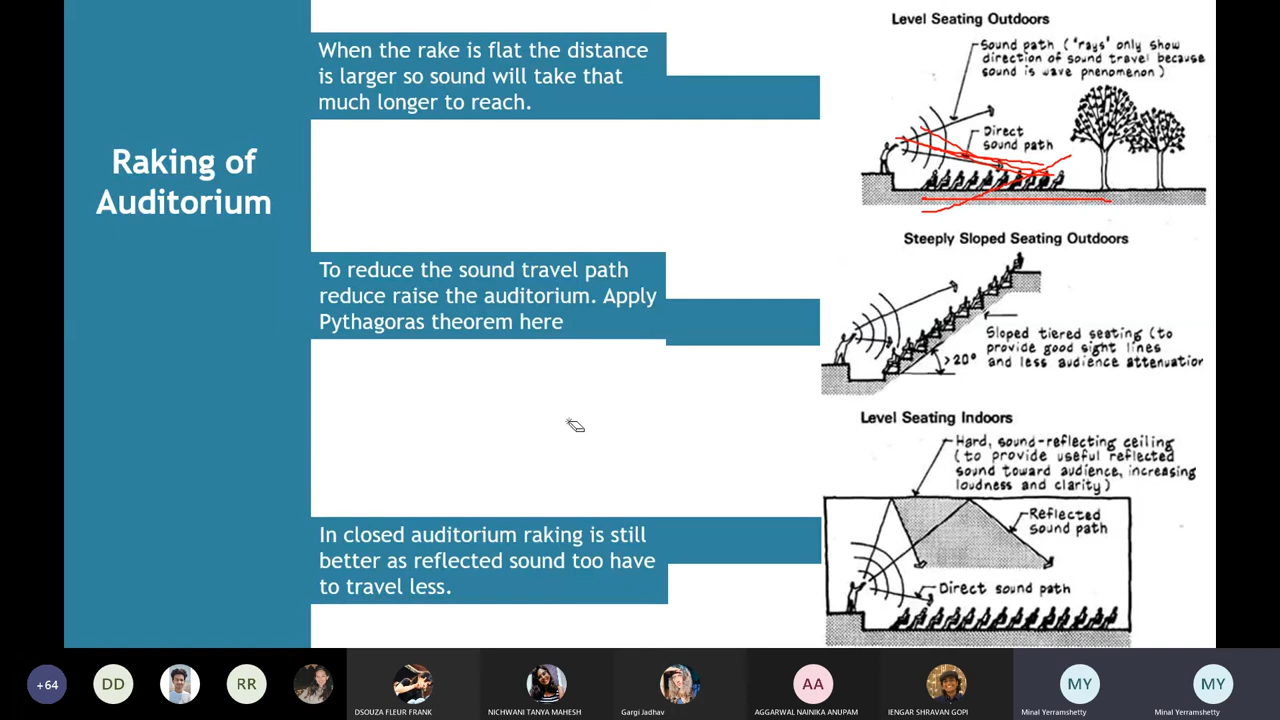 Raking of
Auditorium
When the rake is flat the distance
is larger so sound will take that
much longer to reach.
To reduce the sound travel path
reduce raise the auditorium. Apply
Pythagoras theorem here
In closed auditorium raking is still
better as reflected sound too have
to travel less.
Level Seating Outdoors
Sound path ("rays" only show
direction of sound travel because
sound is wave phenomenon)
Direct
sound path
Steeply Sloped Seating Outdoors
Sloped tiered seating (to
provide good sight lines
and less audience attenuation
>20°
Level Seating Indoors
Hard, sound-reflecting ceiling
(to provide useful reflected
sound toward audience, increasing
loudness and clarity)
Reflected
sound path
Direct sound path
+64
DD
RR
AA
MY
MY
DSOUZA FLEUR FRANK
NICHWANI TANYA MAHESH
Gargi Jadhav
AGGARWAL NAINIKA ANUPAM
IENGAR SHRAVAN GOPI
Minal Yerramshetty
Minal Yerramshetty